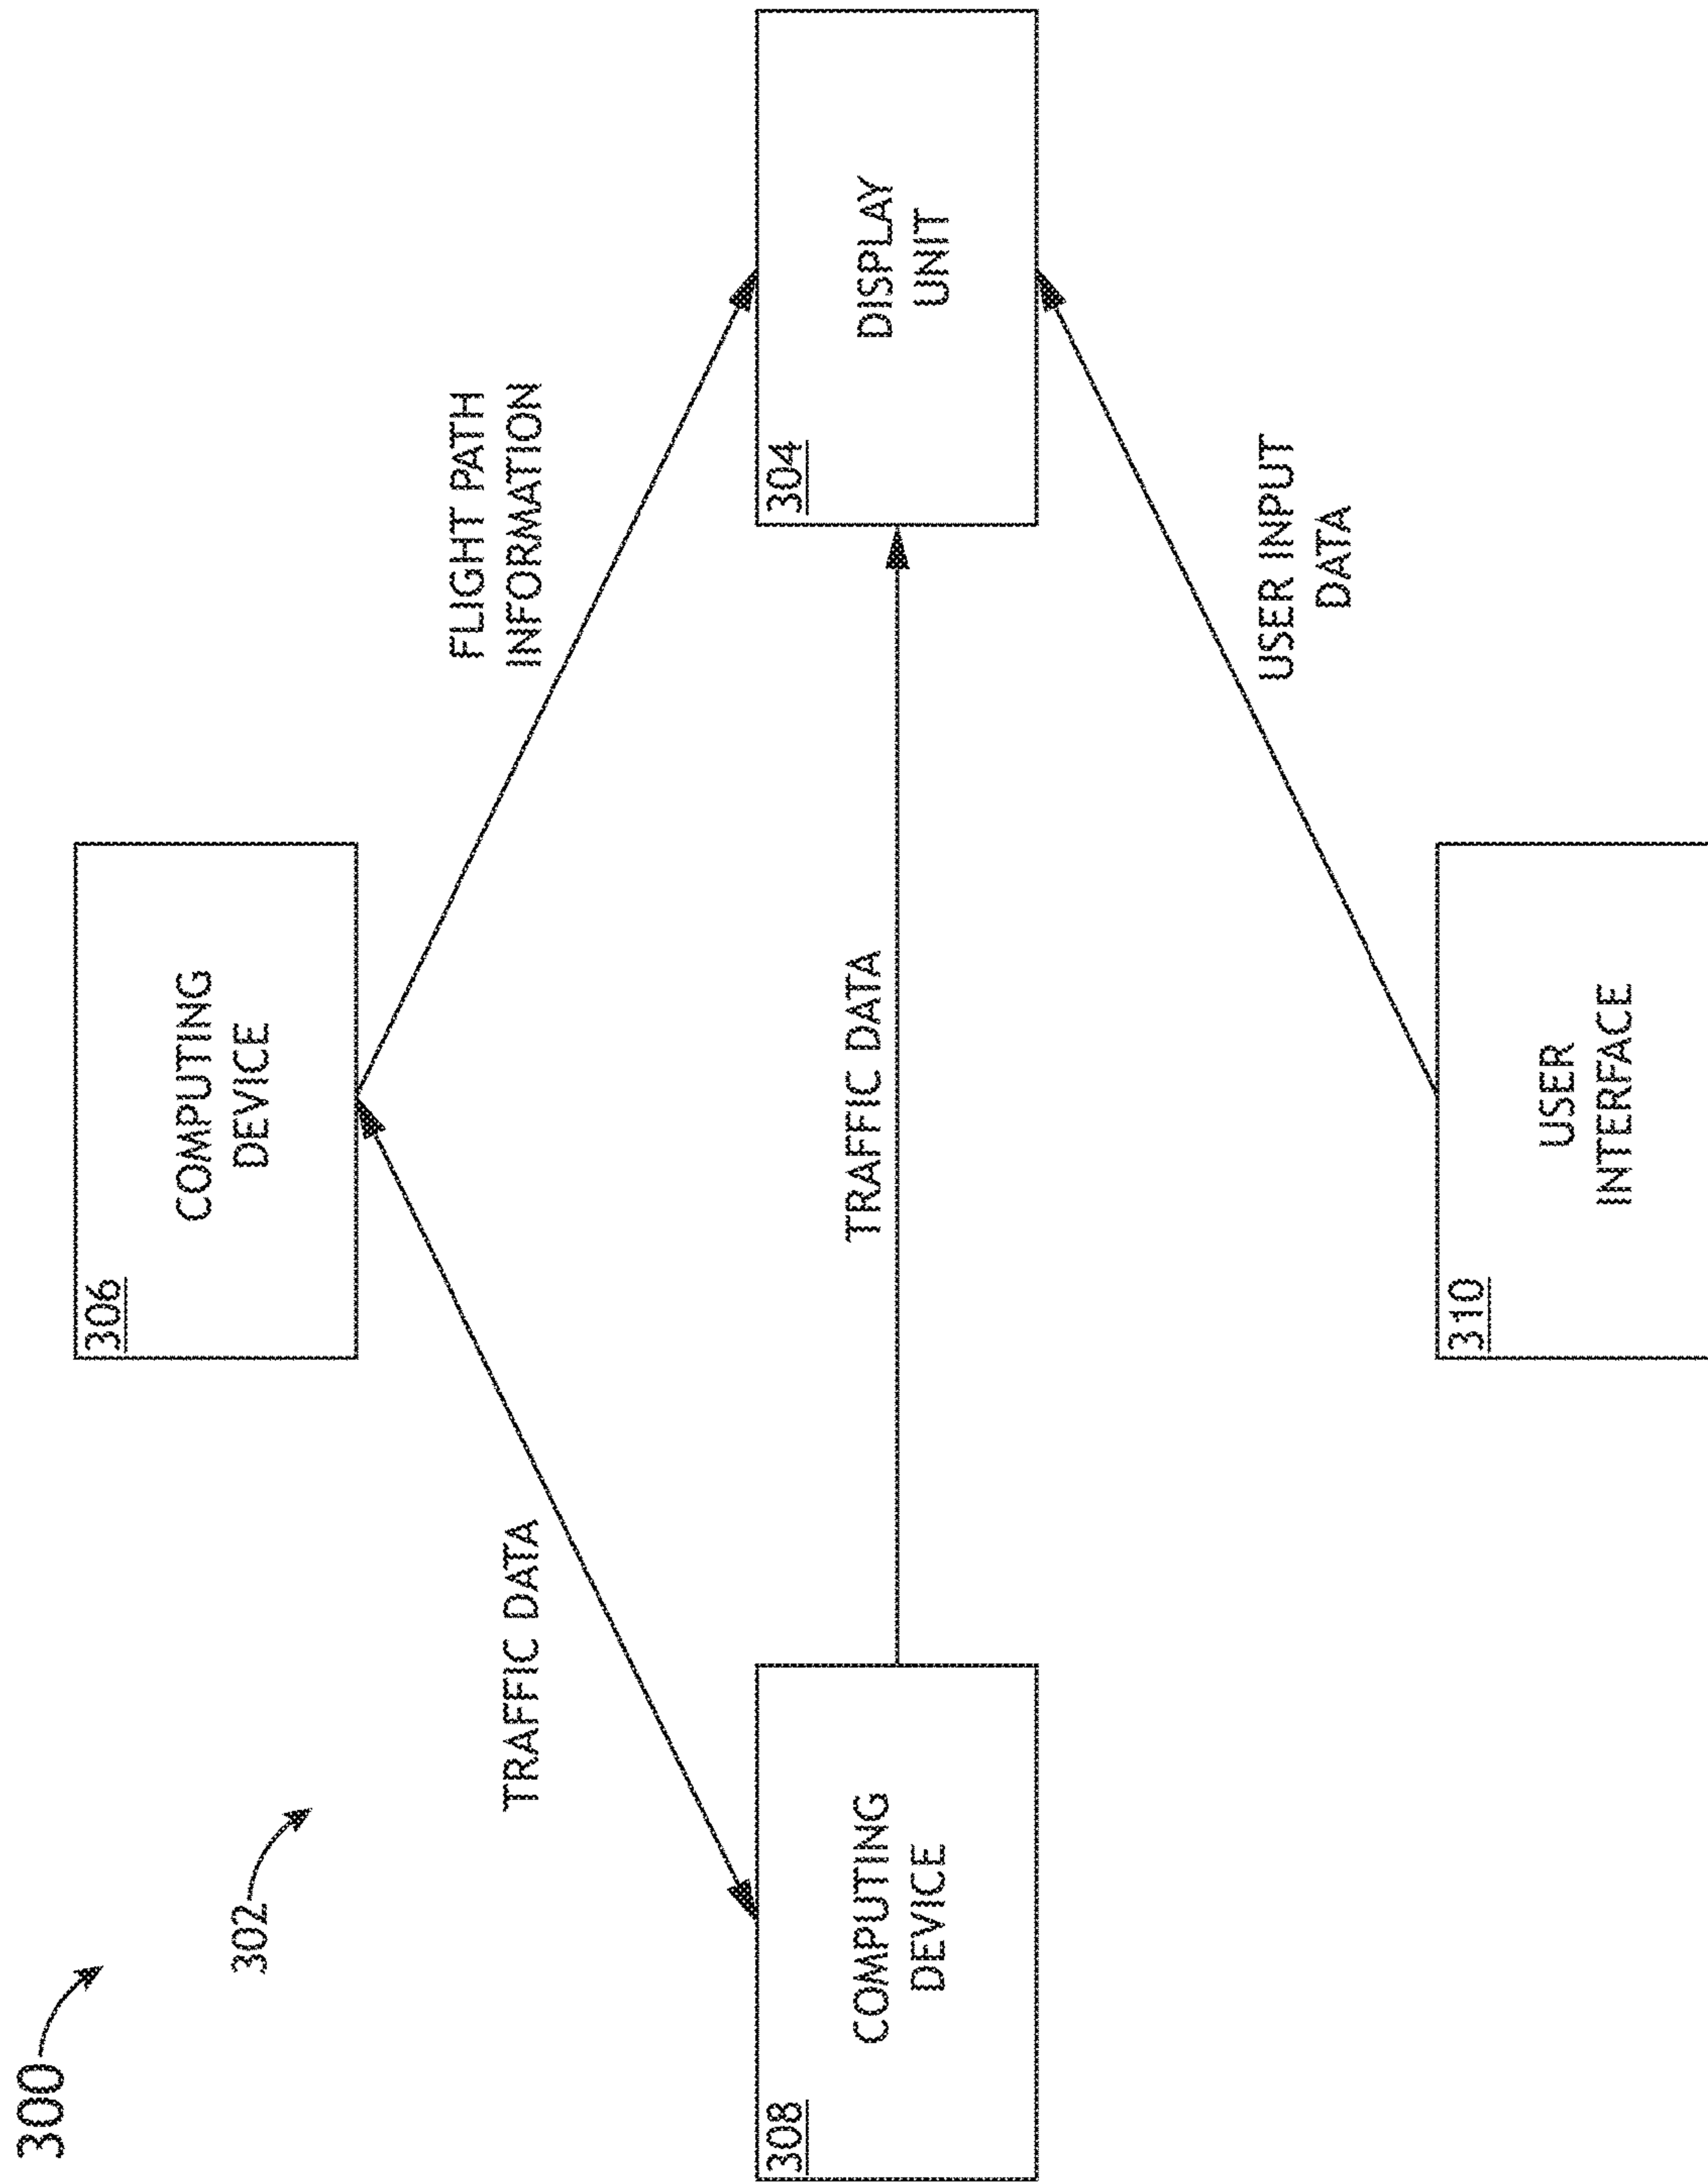 300
302
306
COMPUTING
DEVICE
FLIGHT PATH
INFORMATION
TRAFFIC DATA
308
COMPUTING
DEVICE
TRAFFIC DATA
304
DISPLAY
UNIT
USER INPUT
DATA
310
USER
INTERFACE